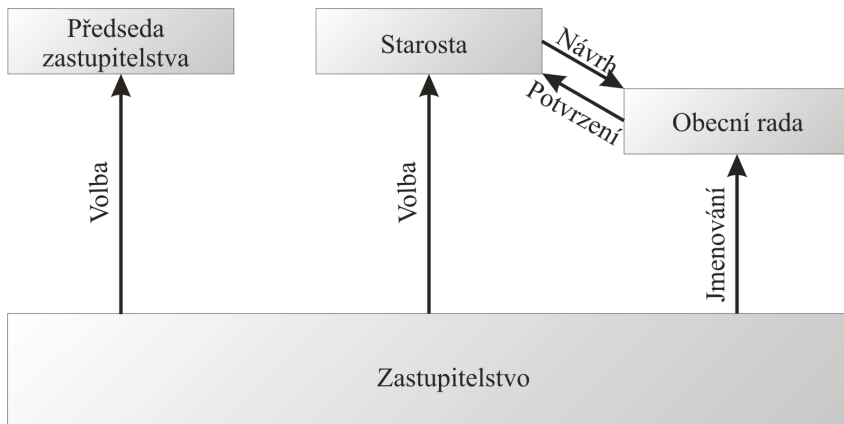 Předseda
zastupitelstva
Starosta
Návrh
Potvrzení
Obecní rada
Volba
Volba
Jmenování
Zastupitelstvo